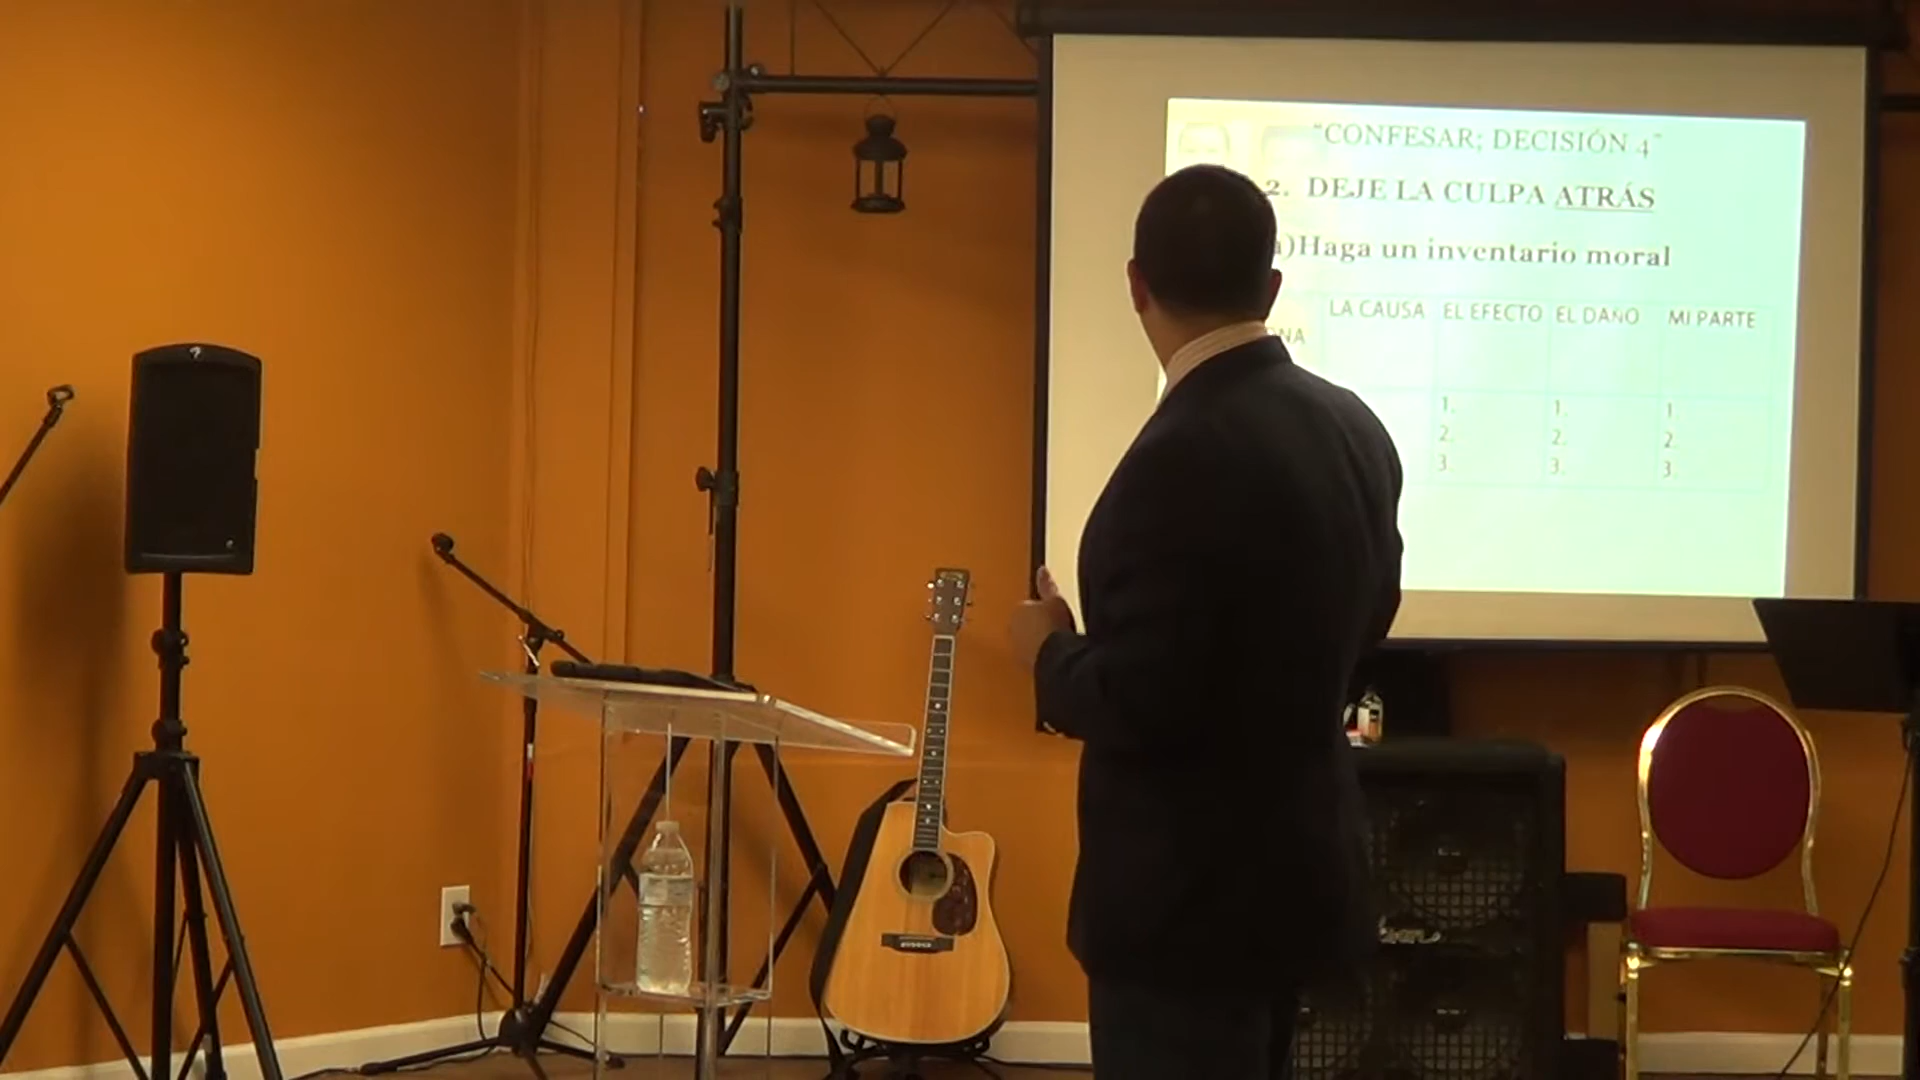 "CONFESAR; DECISIÓN 4"
2. DEJE LA CULPA ATRÁS
a)Haga un inventario moral
LA CAUSA EL EFECTO EL DAÑO MI PARTE
1. 1. 1.
2. 2. 2.
3. 3. 3.